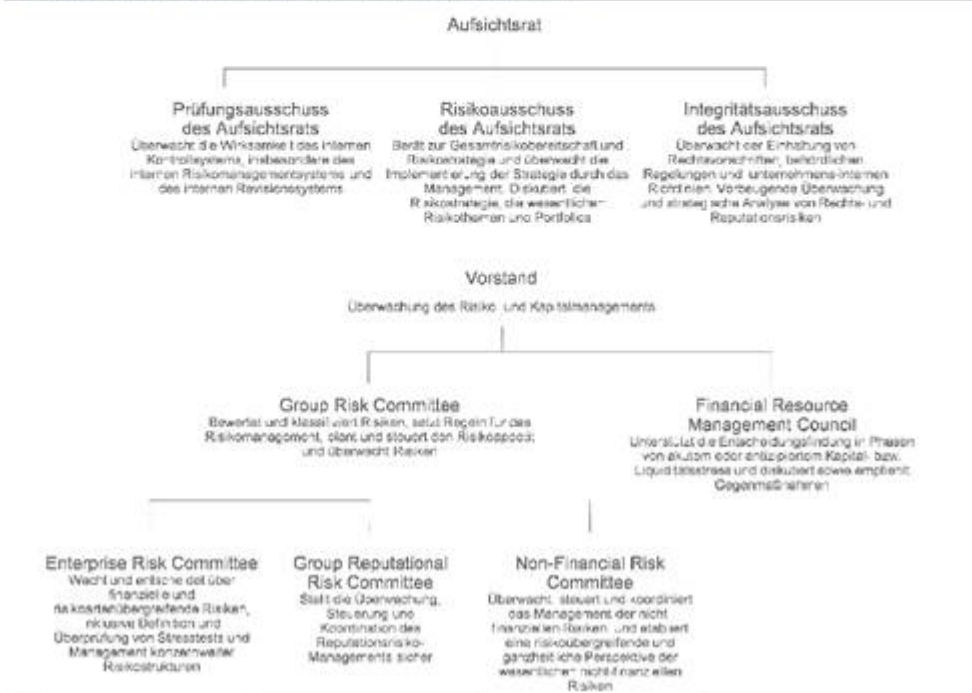 Aufsichtsrat
Prüfungsausschuss
des Aufsichtsrats
Überwacht die Wirksamkeit des internen
Kontrollsystems, insbesondere des
internen Risikomanagementsystems und
des internen Revisionssystems
Risikoausschuss
des Aufsichtsrats
Berät zur Gesamtrisikobereitschaft und
Risikostrategie und überwacht die
Implementierung der Strategie durch das
Management. Diskutiert die
Risikostrategie, die wesentlichen
Risikothemen und Portfolios
Integritätsausschuss
des Aufsichtsrats
Überwacht der Einhaltung von
Rechtsvorschriften, behördlichen
Regelungen und unternehmens-internen
Richtlinien. Vorbeugende Überwachung
und strategische Analyse von Rechts- und
Reputationsrisiken
Vorstand
Überwachung des Risiko- und Kapitalmanagements
Group Risk Committee
Bewertet und klassifiziert Risiken, setzt Regeln für das
Risikomanagement, plant und steuert den Risikoappetit
und überwacht Risiken
Financial Resource
Management Council
Unterstützt die Entscheidungsfindung in Phasen
von akutem oder antizipiertem Kapital- bzw.
Liquiditätsstress und diskutiert sowie empfiehlt
Gegenmaßnahmen
Enterprise Risk Committee
Wacht und entscheidet über
finanzielle und
risikoartenübergreifende Risiken,
inklusive Definition und
Überprüfung von Stresstests und
Management konzernweiter
Risikostrukturen
Group Reputational
Risk Committee
Stellt die Überwachung,
Steuerung und
Koordination des
Reputationsrisiko-
Managements sicher
Non-Financial Risk
Committee
Überwacht, steuert und koordiniert
das Management der nicht
finanziellen Risiken und etabliert
eine risikoübergreifende und
ganzheitliche Perspektive der
wesentlichen nicht-finanziellen
Risiken